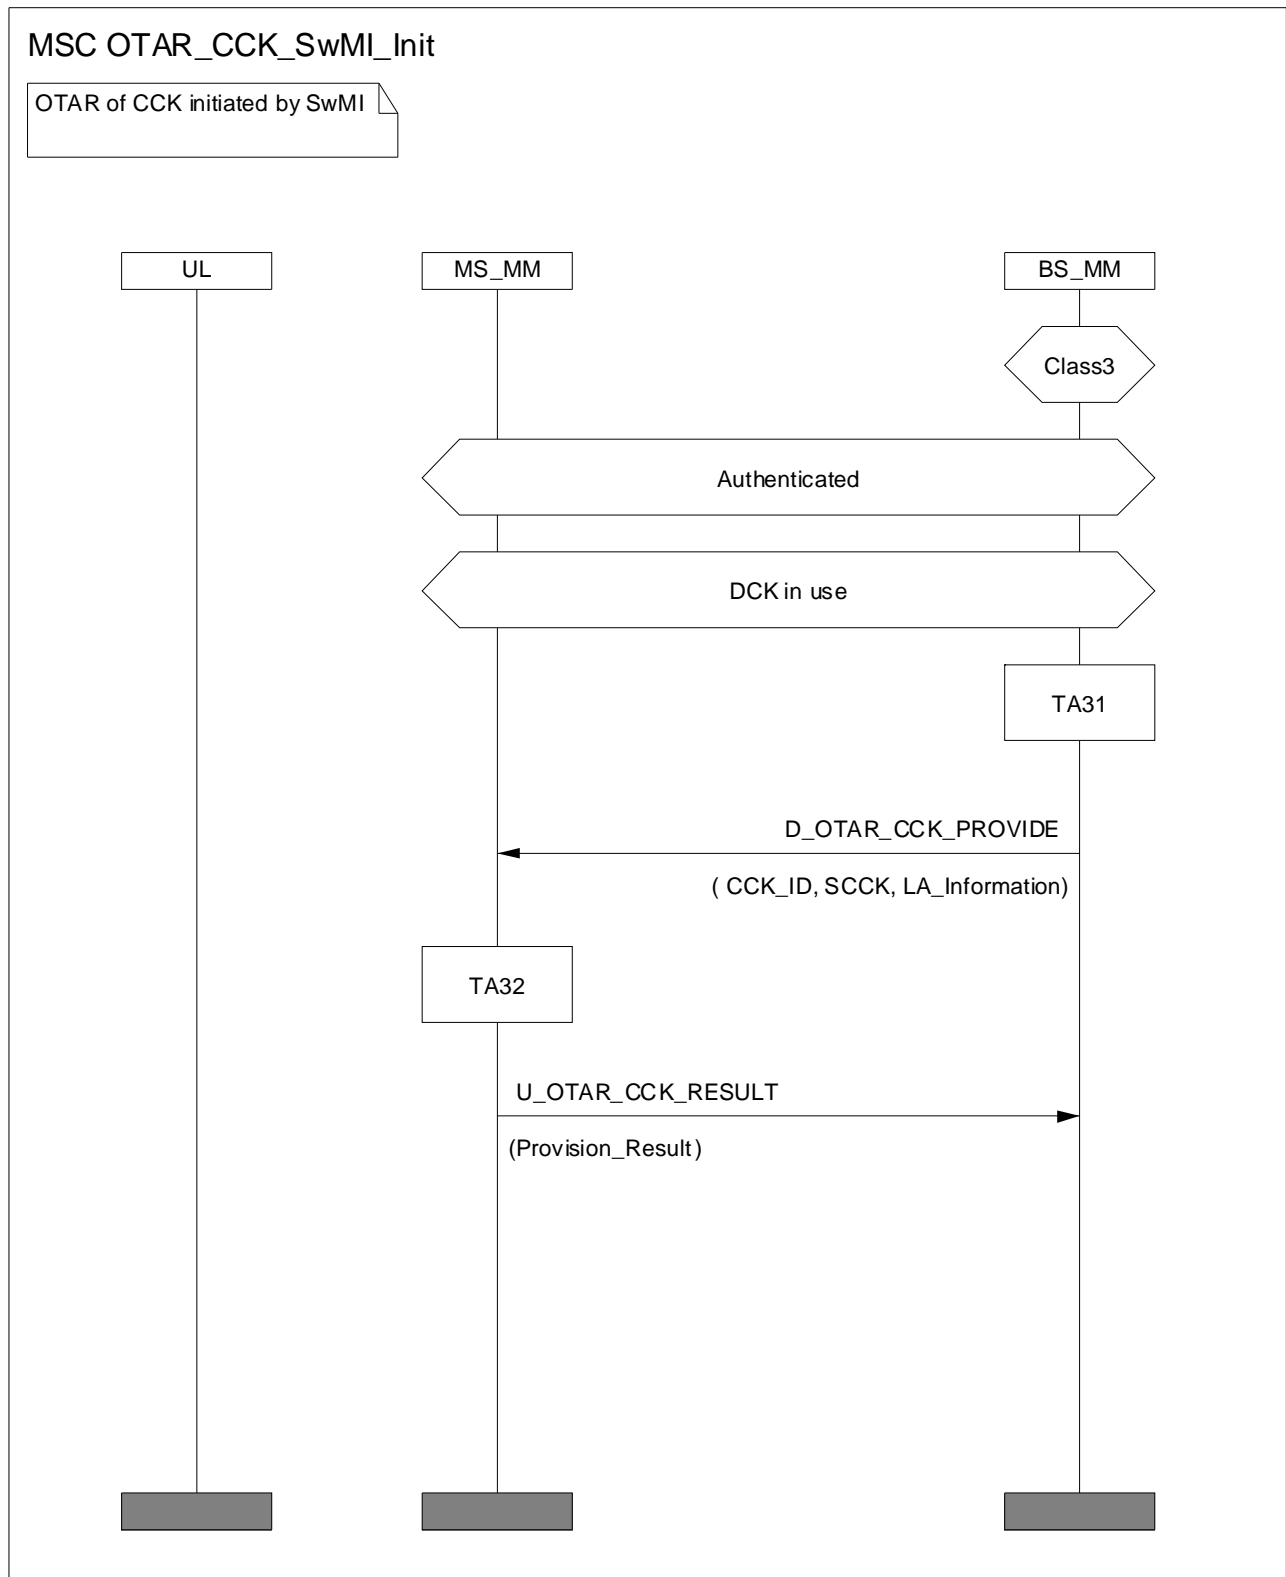 MSC OTAR_CCK_SwMI_Init
OTAR of CCK initiated by SwMI
UL
MS_MM
BS_MM
Class3
Authenticated
DCK in use
TA31
D_OTAR_CCK_PROVIDE
( CCK_ID, SCCK, LA_Information)
TA32
U_OTAR_CCK_RESULT
(Provision_Result)